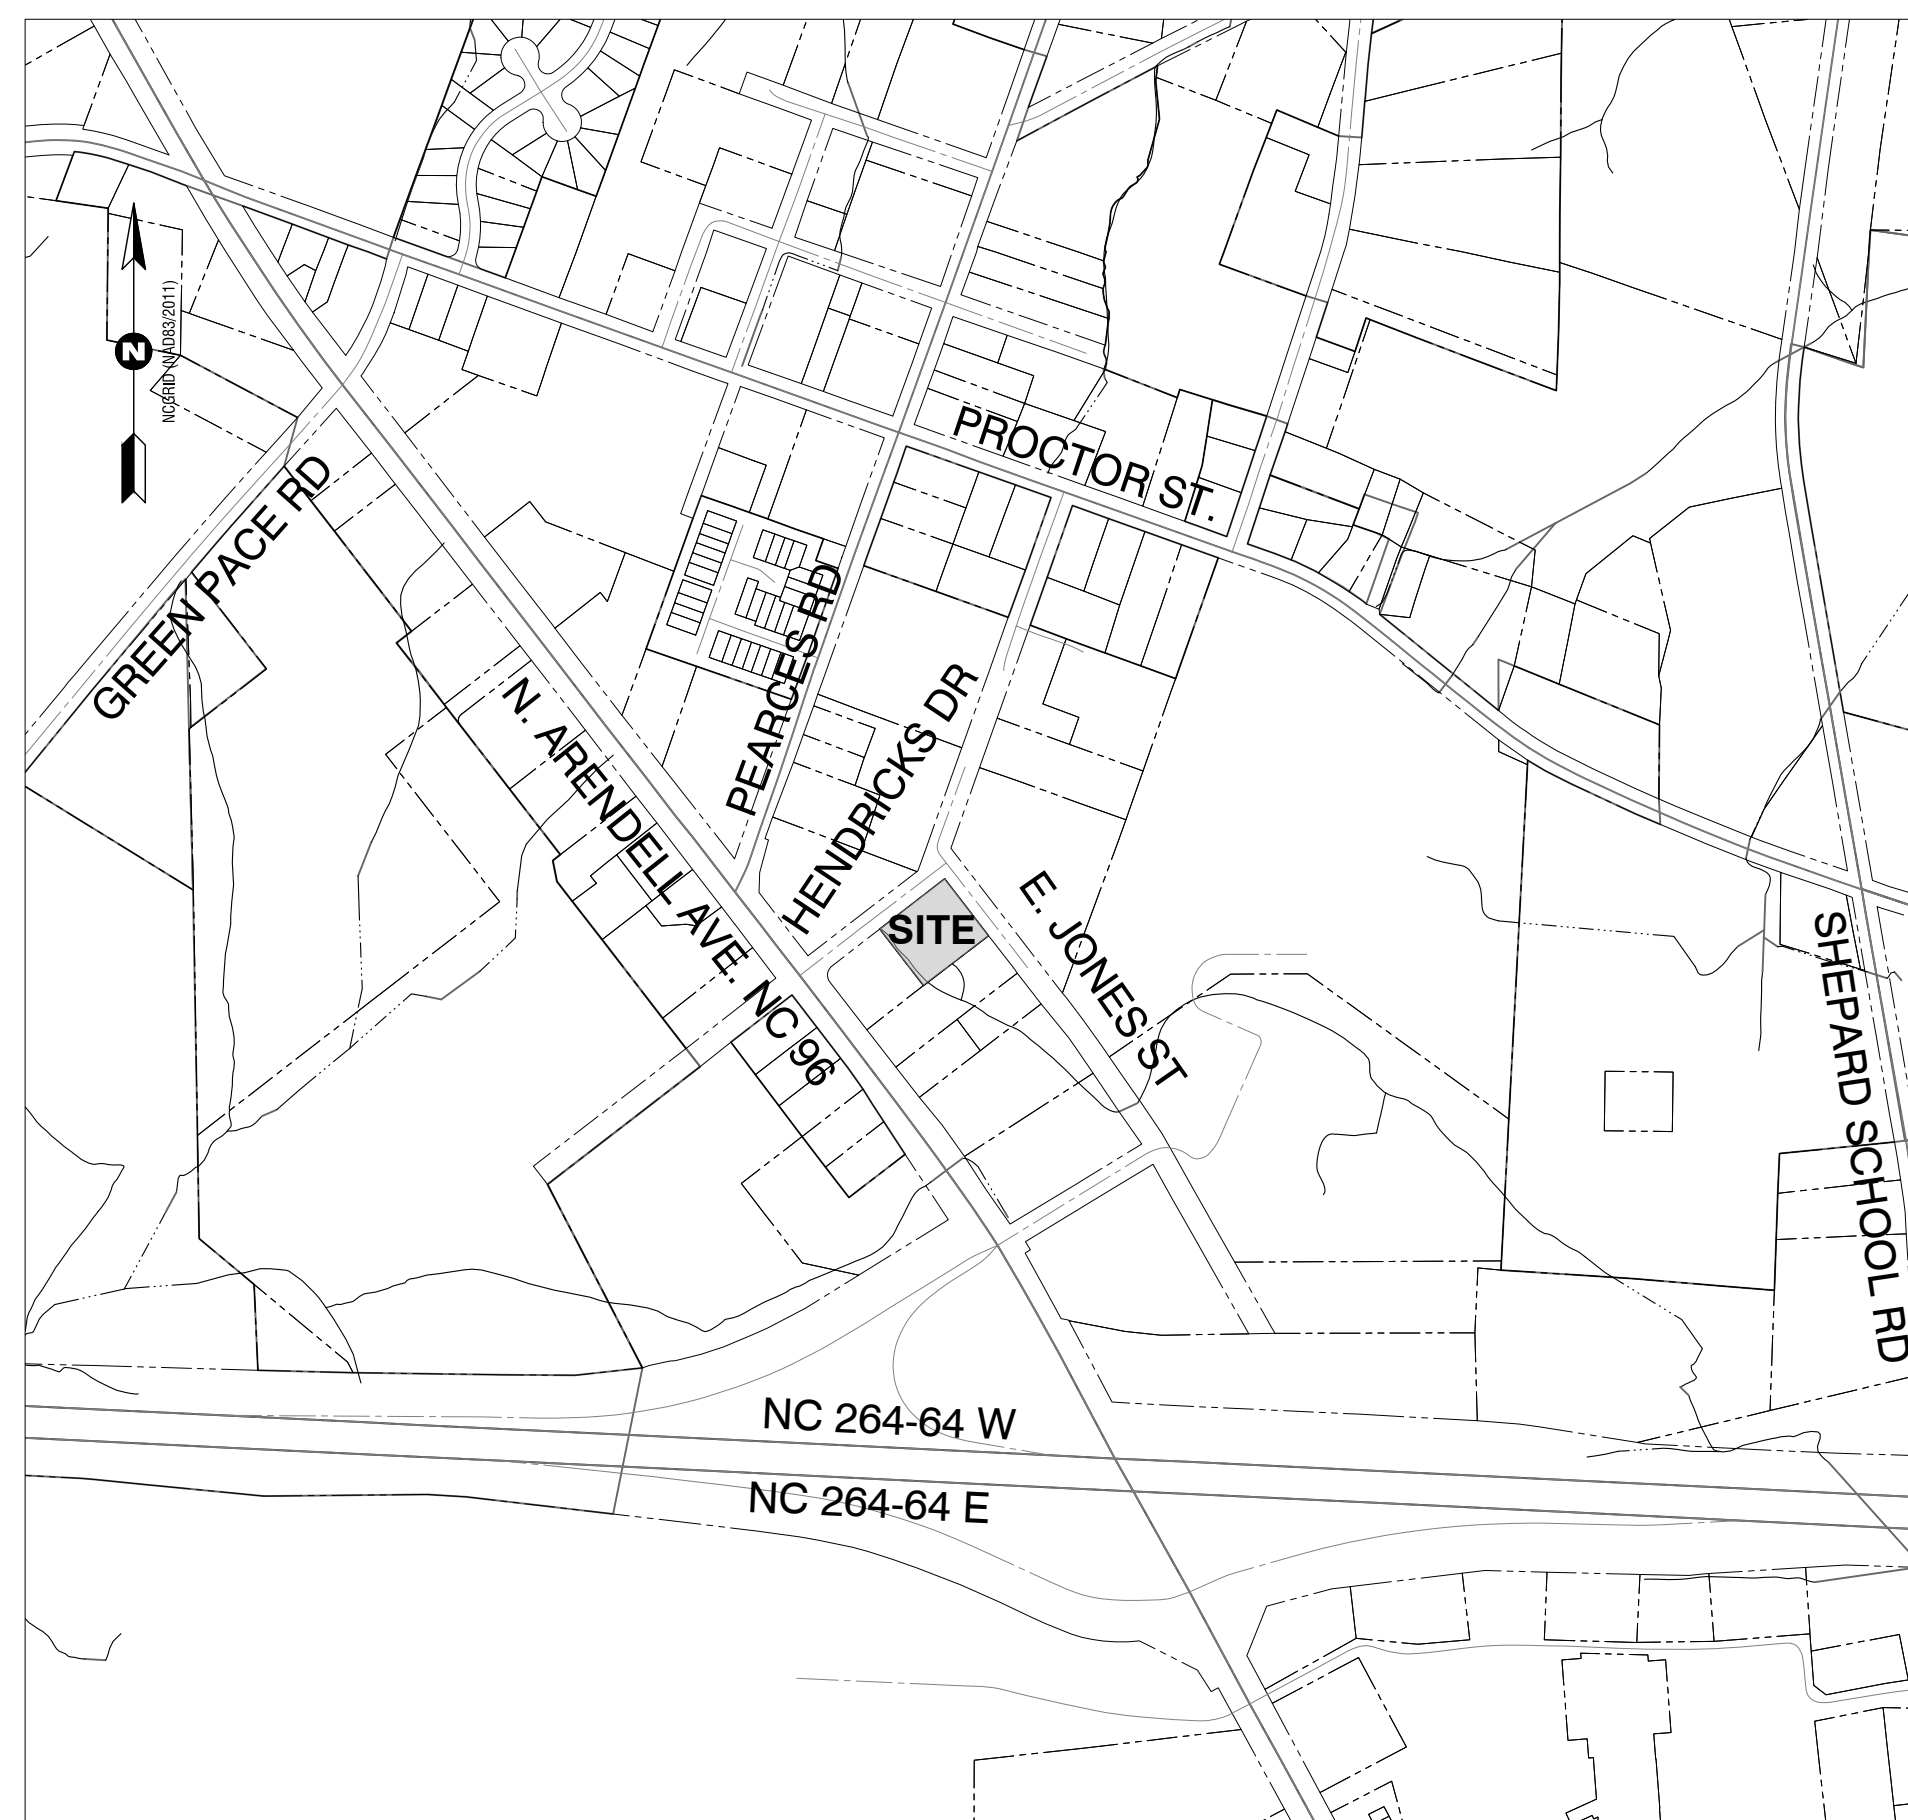 N
NCGRID (NAD83/2011)
PROCTOR ST.
GREEN PACE RD
PEARCES RD
HENDRICKS DR
N. ARENDELL AVE. NC 96
SITE
E. JONES ST
SHEPARD SCHOOL RD
NC 264-64 W
NC 264-64 E